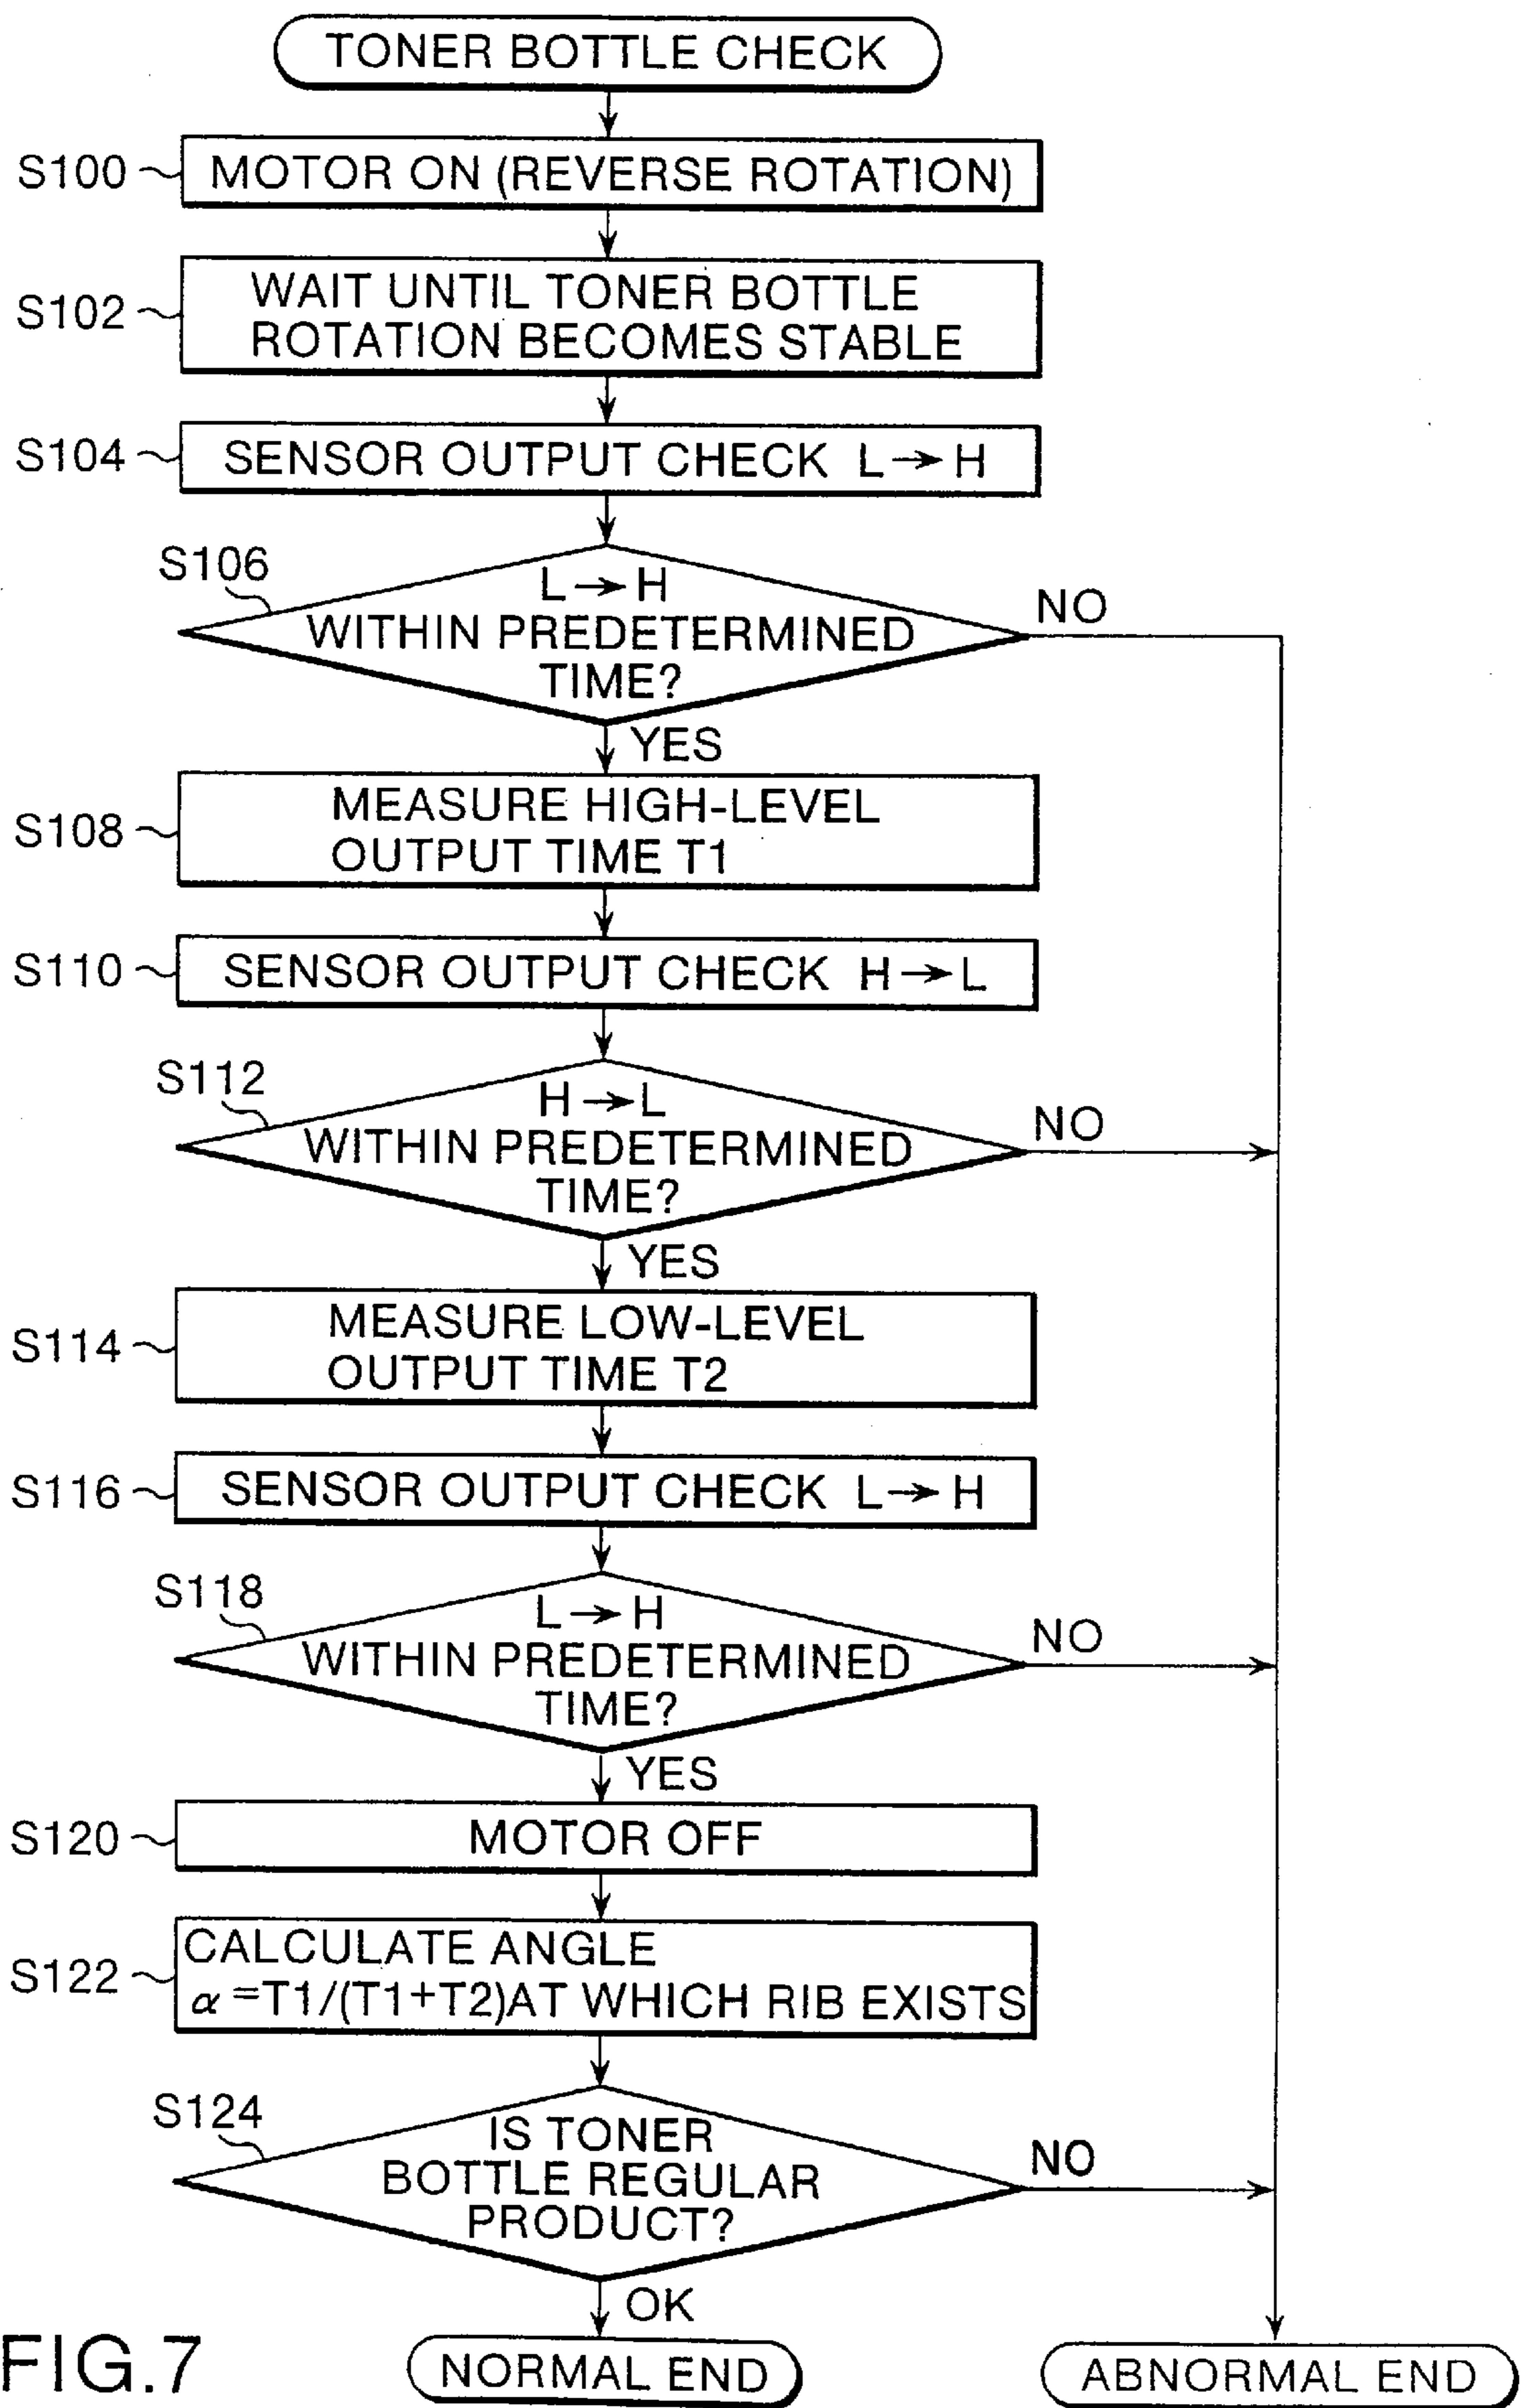 TONER BOTTLE CHECK
S100
MOTOR ON (REVERSE ROTATION)
S102
WAIT UNTIL TONER BOTTLE
ROTATION BECOMES STABLE
S104
SENSOR OUTPUT CHECK L→H
S106
L→H
WITHIN PREDETERMINED
TIME?
NO
YES
S108
MEASURE HIGH-LEVEL
OUTPUT TIME T1
S110
SENSOR OUTPUT CHECK H→L
S112
H→L
WITHIN PREDETERMINED
TIME?
NO
YES
S114
MEASURE LOW-LEVEL
OUTPUT TIME T2
S116
SENSOR OUTPUT CHECK L→H
S118
L→H
WITHIN PREDETERMINED
TIME?
NO
YES
S120
MOTOR OFF
S122
CALCULATE ANGLE
α=T1/(T1+T2)AT WHICH RIB EXISTS
S124
IS TONER
BOTTLE REGULAR
PRODUCT?
NO
OK
FIG.7
NORMAL END
ABNORMAL END